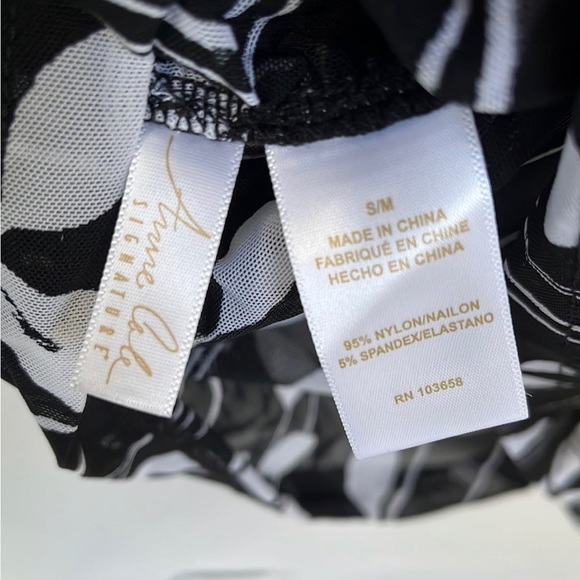 Anne Cole
SIGNATURE
S/M
MADE IN CHINA
FABRIQUÉ EN CHINE
HECHO EN CHINA
95% NYLON/NAILON
5% SPANDEX/ELASTANO
RN 103658